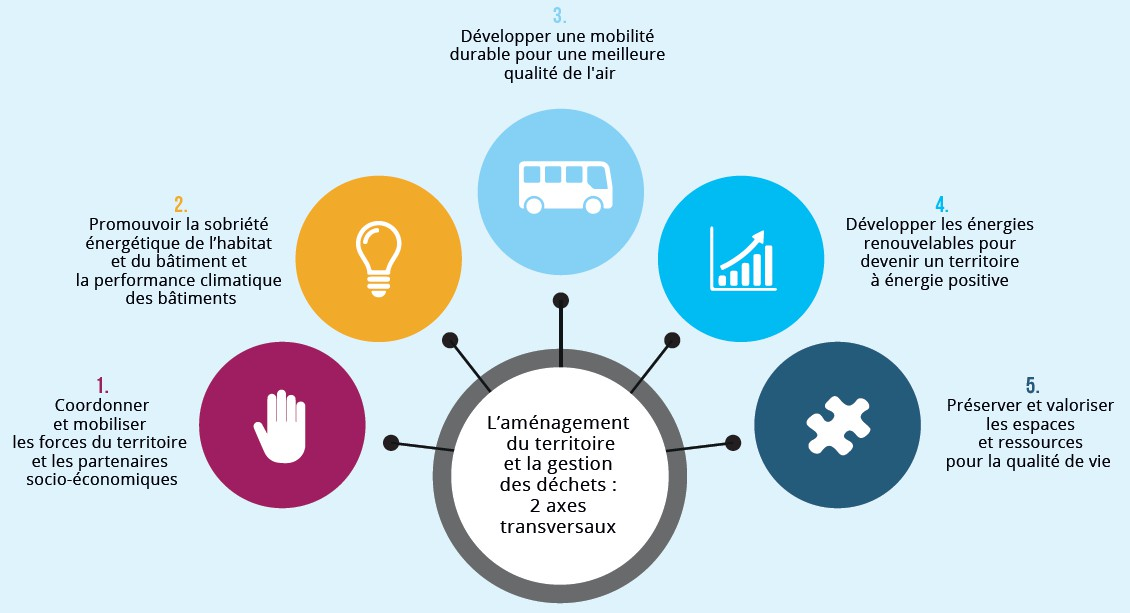 3.
Développer une mobilité
durable pour une meilleure
qualité de l'air
2.
Promouvoir la sobriété
énergétique de l’habitat
et du bâtiment et
la performance climatique
des bâtiments
4.
Développer les énergies
renouvelables pour
devenir un territoire
à énergie positive
1.
Coordonner
et mobiliser
les forces du territoire
et les partenaires
socio-économiques
5.
Préserver et valoriser
les espaces
et ressources
pour la qualité de vie
L’aménagement
du territoire
et la gestion
des déchets :
2 axes
transversaux